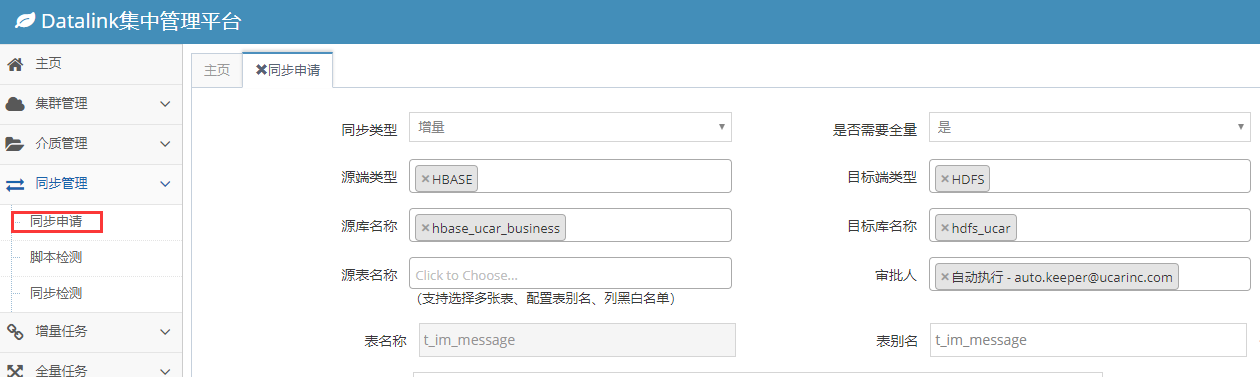 Datalink集中管理平台
主页
集群管理
介质管理
同步管理
同步申请
脚本检测
同步检测
增量任务
全量任务
主页 ✖同步申请
同步类型 增量 是否需要全量 是
源端类型 ×HBASE 目标端类型 ×HDFS
源库名称 ×hbase_ucar_business 目标库名称 ×hdfs_ucar
源表名称 Click to Choose... 审批人 ×自动执行 - auto.keeper@ucarinc.com
(支持选择多张表、配置表别名、列黑白名单)
表名称 t_im_message 表别名 t_im_message